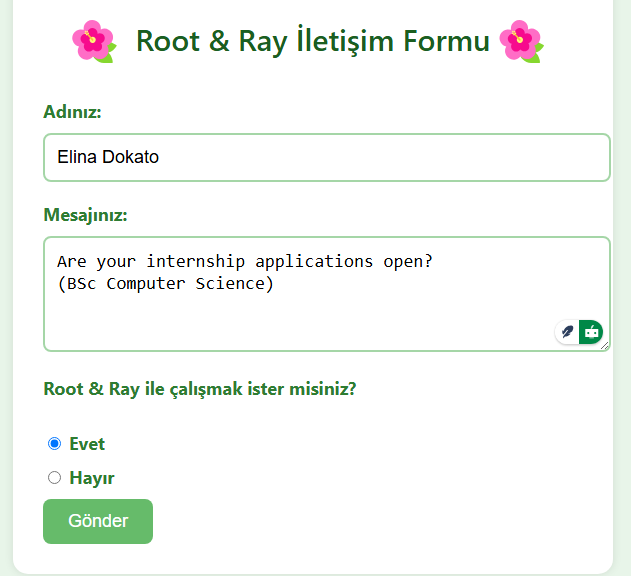 Root & Ray İletişim Formu
Adınız:
Elina Dokato
Mesajınız:
Are your internship applications open?
(BSc Computer Science)
Root & Ray ile çalışmak ister misiniz?
Evet
Hayır
Gönder